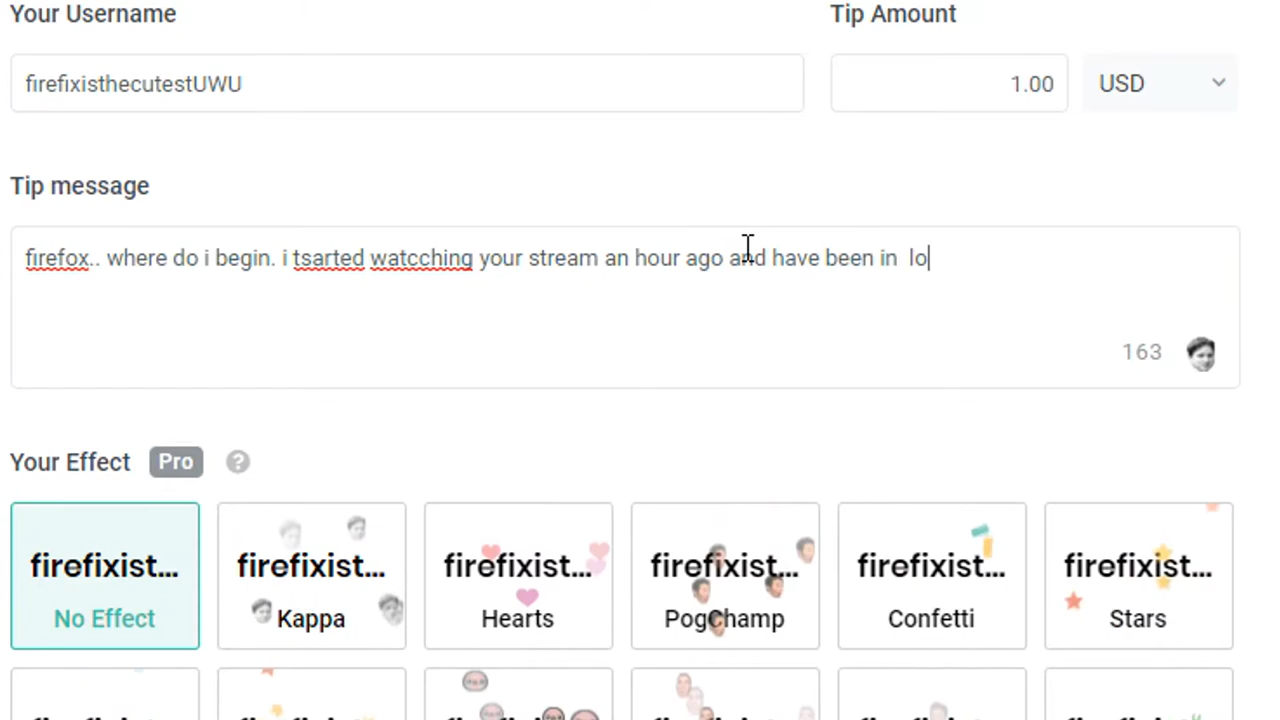 Your Username Tip Amount
firefixisthecutestUWU 1.00 USD
Tip message
firefox.. where do i begin. i tsarted watcching your stream an hour ago and have been in  lo
163
Your Effect Pro ?
firefixist... firefixist... firefixist... firefixist... firefixist... firefixist...
No Effect Kappa Hearts PogChamp Confetti Stars